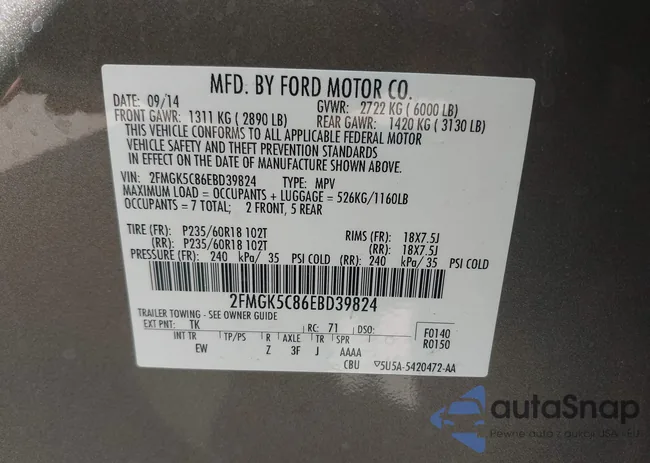 MFD. BY FORD MOTOR CO.
DATE: 09/14 GVWR: 2722 KG ( 6000 LB)
FRONT GAWR: 1311 KG ( 2890 LB) REAR GAWR: 1420 KG ( 3130 LB)
THIS VEHICLE CONFORMS TO ALL APPLICABLE FEDERAL MOTOR
VEHICLE SAFETY AND THEFT PREVENTION STANDARDS
IN EFFECT ON THE DATE OF MANUFACTURE SHOWN ABOVE.
VIN: 2FMGK5C86EBD39824 TYPE: MPV
MAXIMUM LOAD = OCCUPANTS + LUGGAGE = 526KG/1160LB
OCCUPANTS = 7 TOTAL; 2 FRONT, 5 REAR
TIRE (FR): P235/60R18 102T RIMS (FR): 18X7.5J
(RR): P235/60R18 102T (RR): 18X7.5J
PRESSURE (FR): 240 kPa/ 35 PSI COLD (RR): 240 kPa/ 35 PSI COLD
2FMGK5C86EBD39824
TRAILER TOWING - SEE OWNER GUIDE
EXT PNT: TK RC: 71 DSO: F0140
INT TR TP/PS R AXLE TR SPR R0150
EW Z 3F J AAAA
CBU ▽5U5A-5420472-AA
autoSnap
Pewne auto z aukcji USA i EU